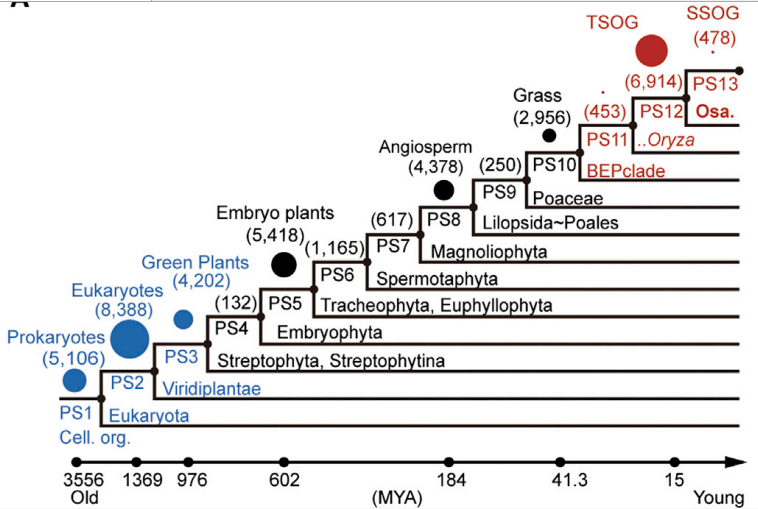 SSOG
TSOG
(478)
(6,914)
PS13
Grass
(2,956)
(453)
PS12
Osa.
Angiosperm
(4,378)
(250)
PS10
PS11
..Oryza
BEPclade
Embryo plants
(5,418)
(617)
PS8
PS9
Poaceae
Lilopsida~Poales
Green Plants
(4,202)
(1,165)
PS7
Magnoliophyta
Eukaryotes
(8,388)
(132)
PS5
PS6
Spermotaphyta
Tracheophyta, Euphyllophyta
Prokaryotes
(5,106)
PS3
PS4
Embryophyta
Streptophyta, Streptophytina
PS1
PS2
Viridiplantae
Eukaryota
Cell. org.
3556 1369 976 602 184 41.3 15
Old (MYA) Young